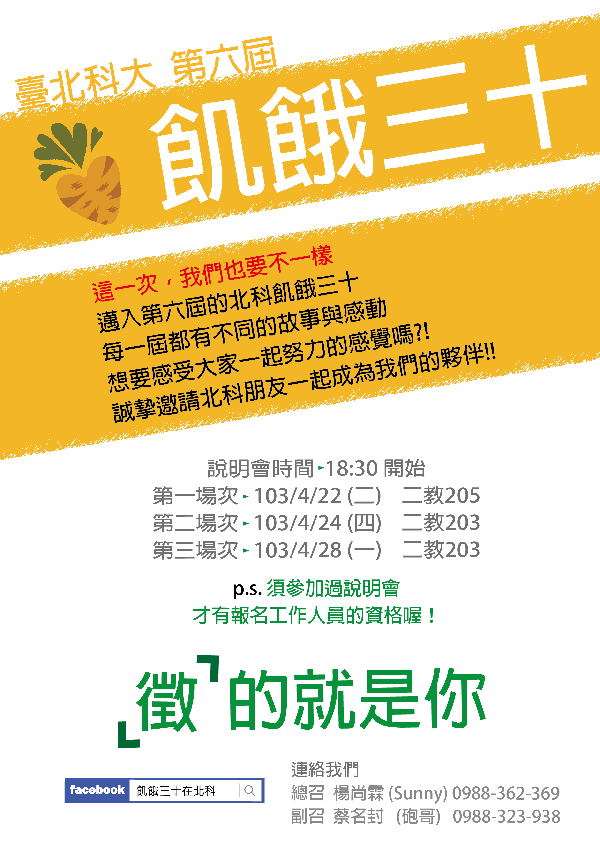 臺北科大 第六屆
飢餓三十
這一次，我們也要不一樣
邁入第六屆的北科飢餓三十
每一屆都有不同的故事與感動
想要感受大家一起努力的感覺嗎?!
誠摯邀請北科朋友一起成為我們的夥伴!!
說明會時間 18:30 開始
第一場次 103/4/22 (二) 二教205
第二場次 103/4/24 (四) 二教203
第三場次 103/4/28 (一) 二教203
p.s. 須參加過說明會
才有報名工作人員的資格喔！
徵的就是你
facebook 飢餓三十在北科
連絡我們
總召 楊尚霖 (Sunny) 0988-362-369
副召 蔡名封 (砲哥) 0988-323-938